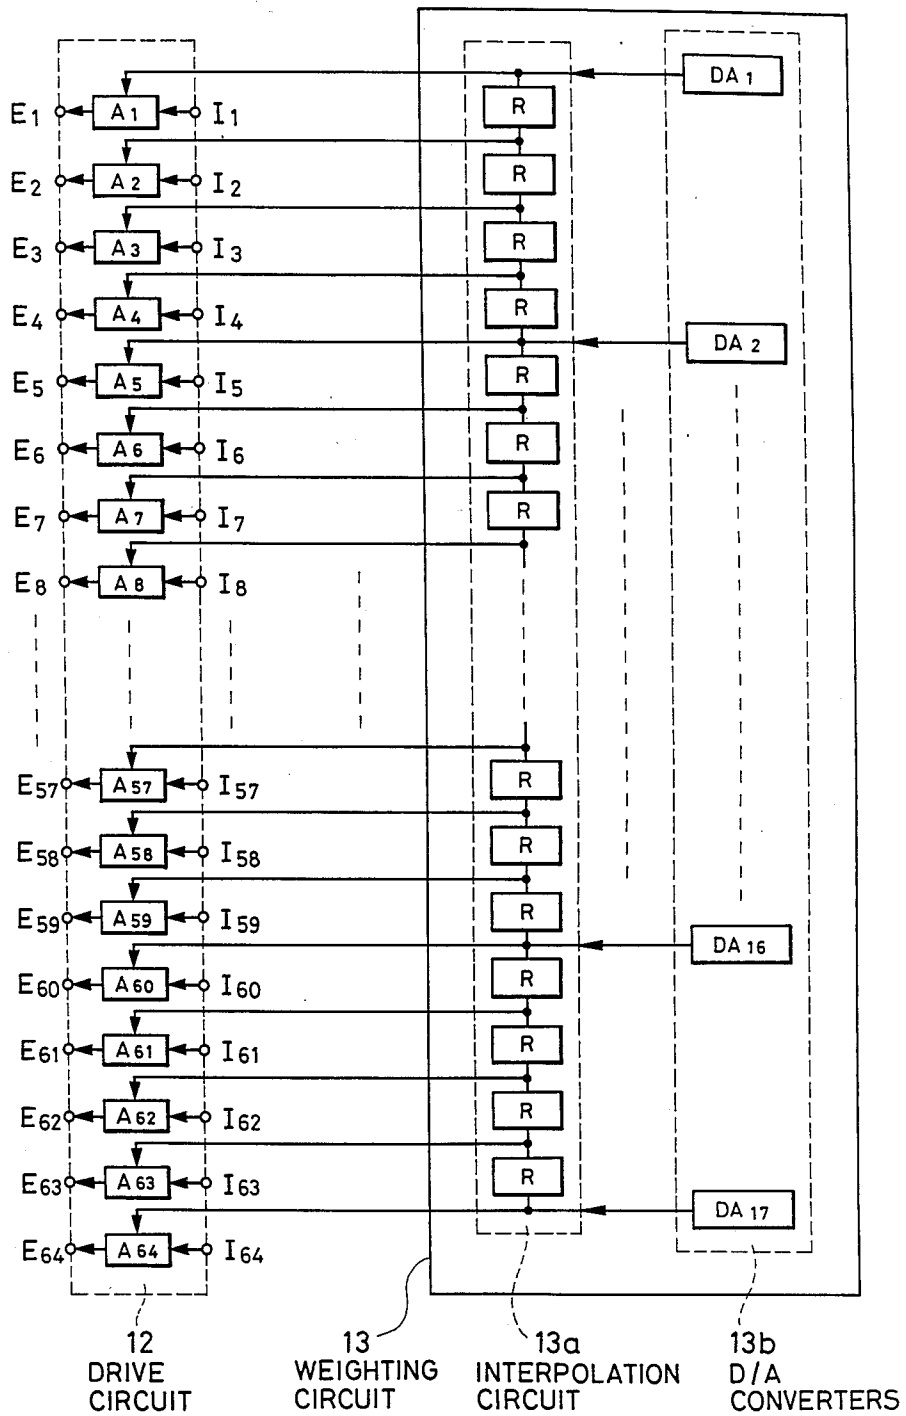 DA1
E1 A1 I1 R
E2 A2 I2 R
E3 A3 I3 R
E4 A4 I4 R
DA2
E5 A5 I5 R
E6 A6 I6 R
E7 A7 I7 R
E8 A8 I8
E57 A57 I57 R
E58 A58 I58 R
E59 A59 I59 R
DA16
E60 A60 I60 R
E61 A61 I61 R
E62 A62 I62 R
E63 A63 I63 R
DA17
E64 A64 I64
12
DRIVE
CIRCUIT
13
WEIGHTING
CIRCUIT
13a
INTERPOLATION
CIRCUIT
13b
D/A
CONVERTERS